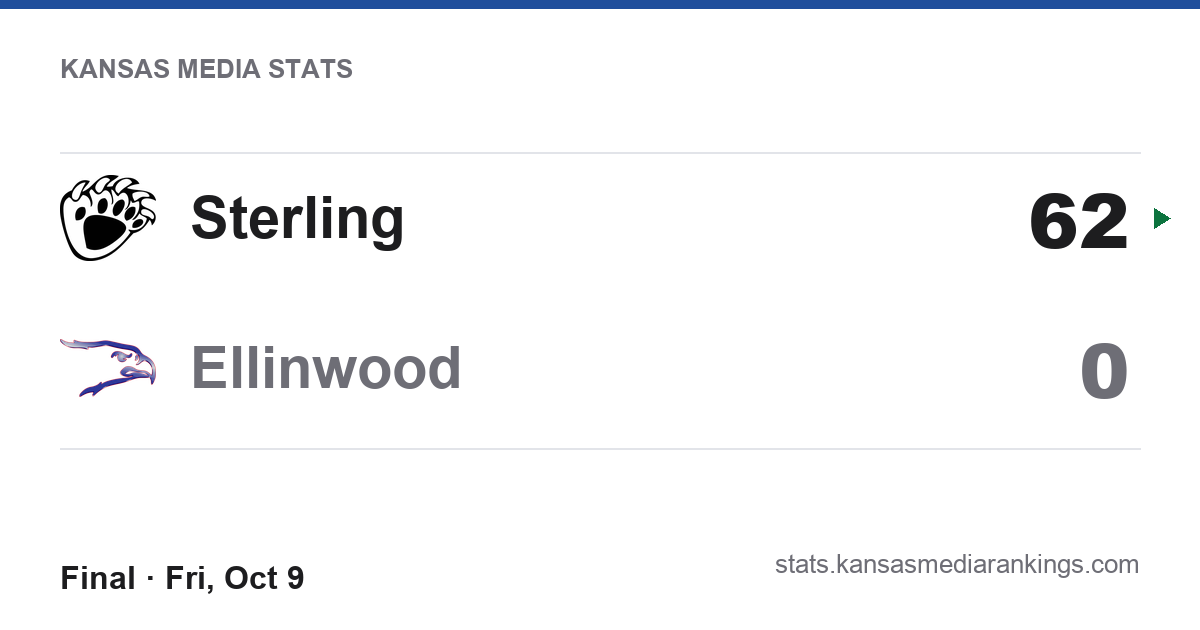 KANSAS MEDIA STATS
Sterling 62
Ellinwood 0
Final · Fri, Oct 9
stats.kansasmediarankings.com